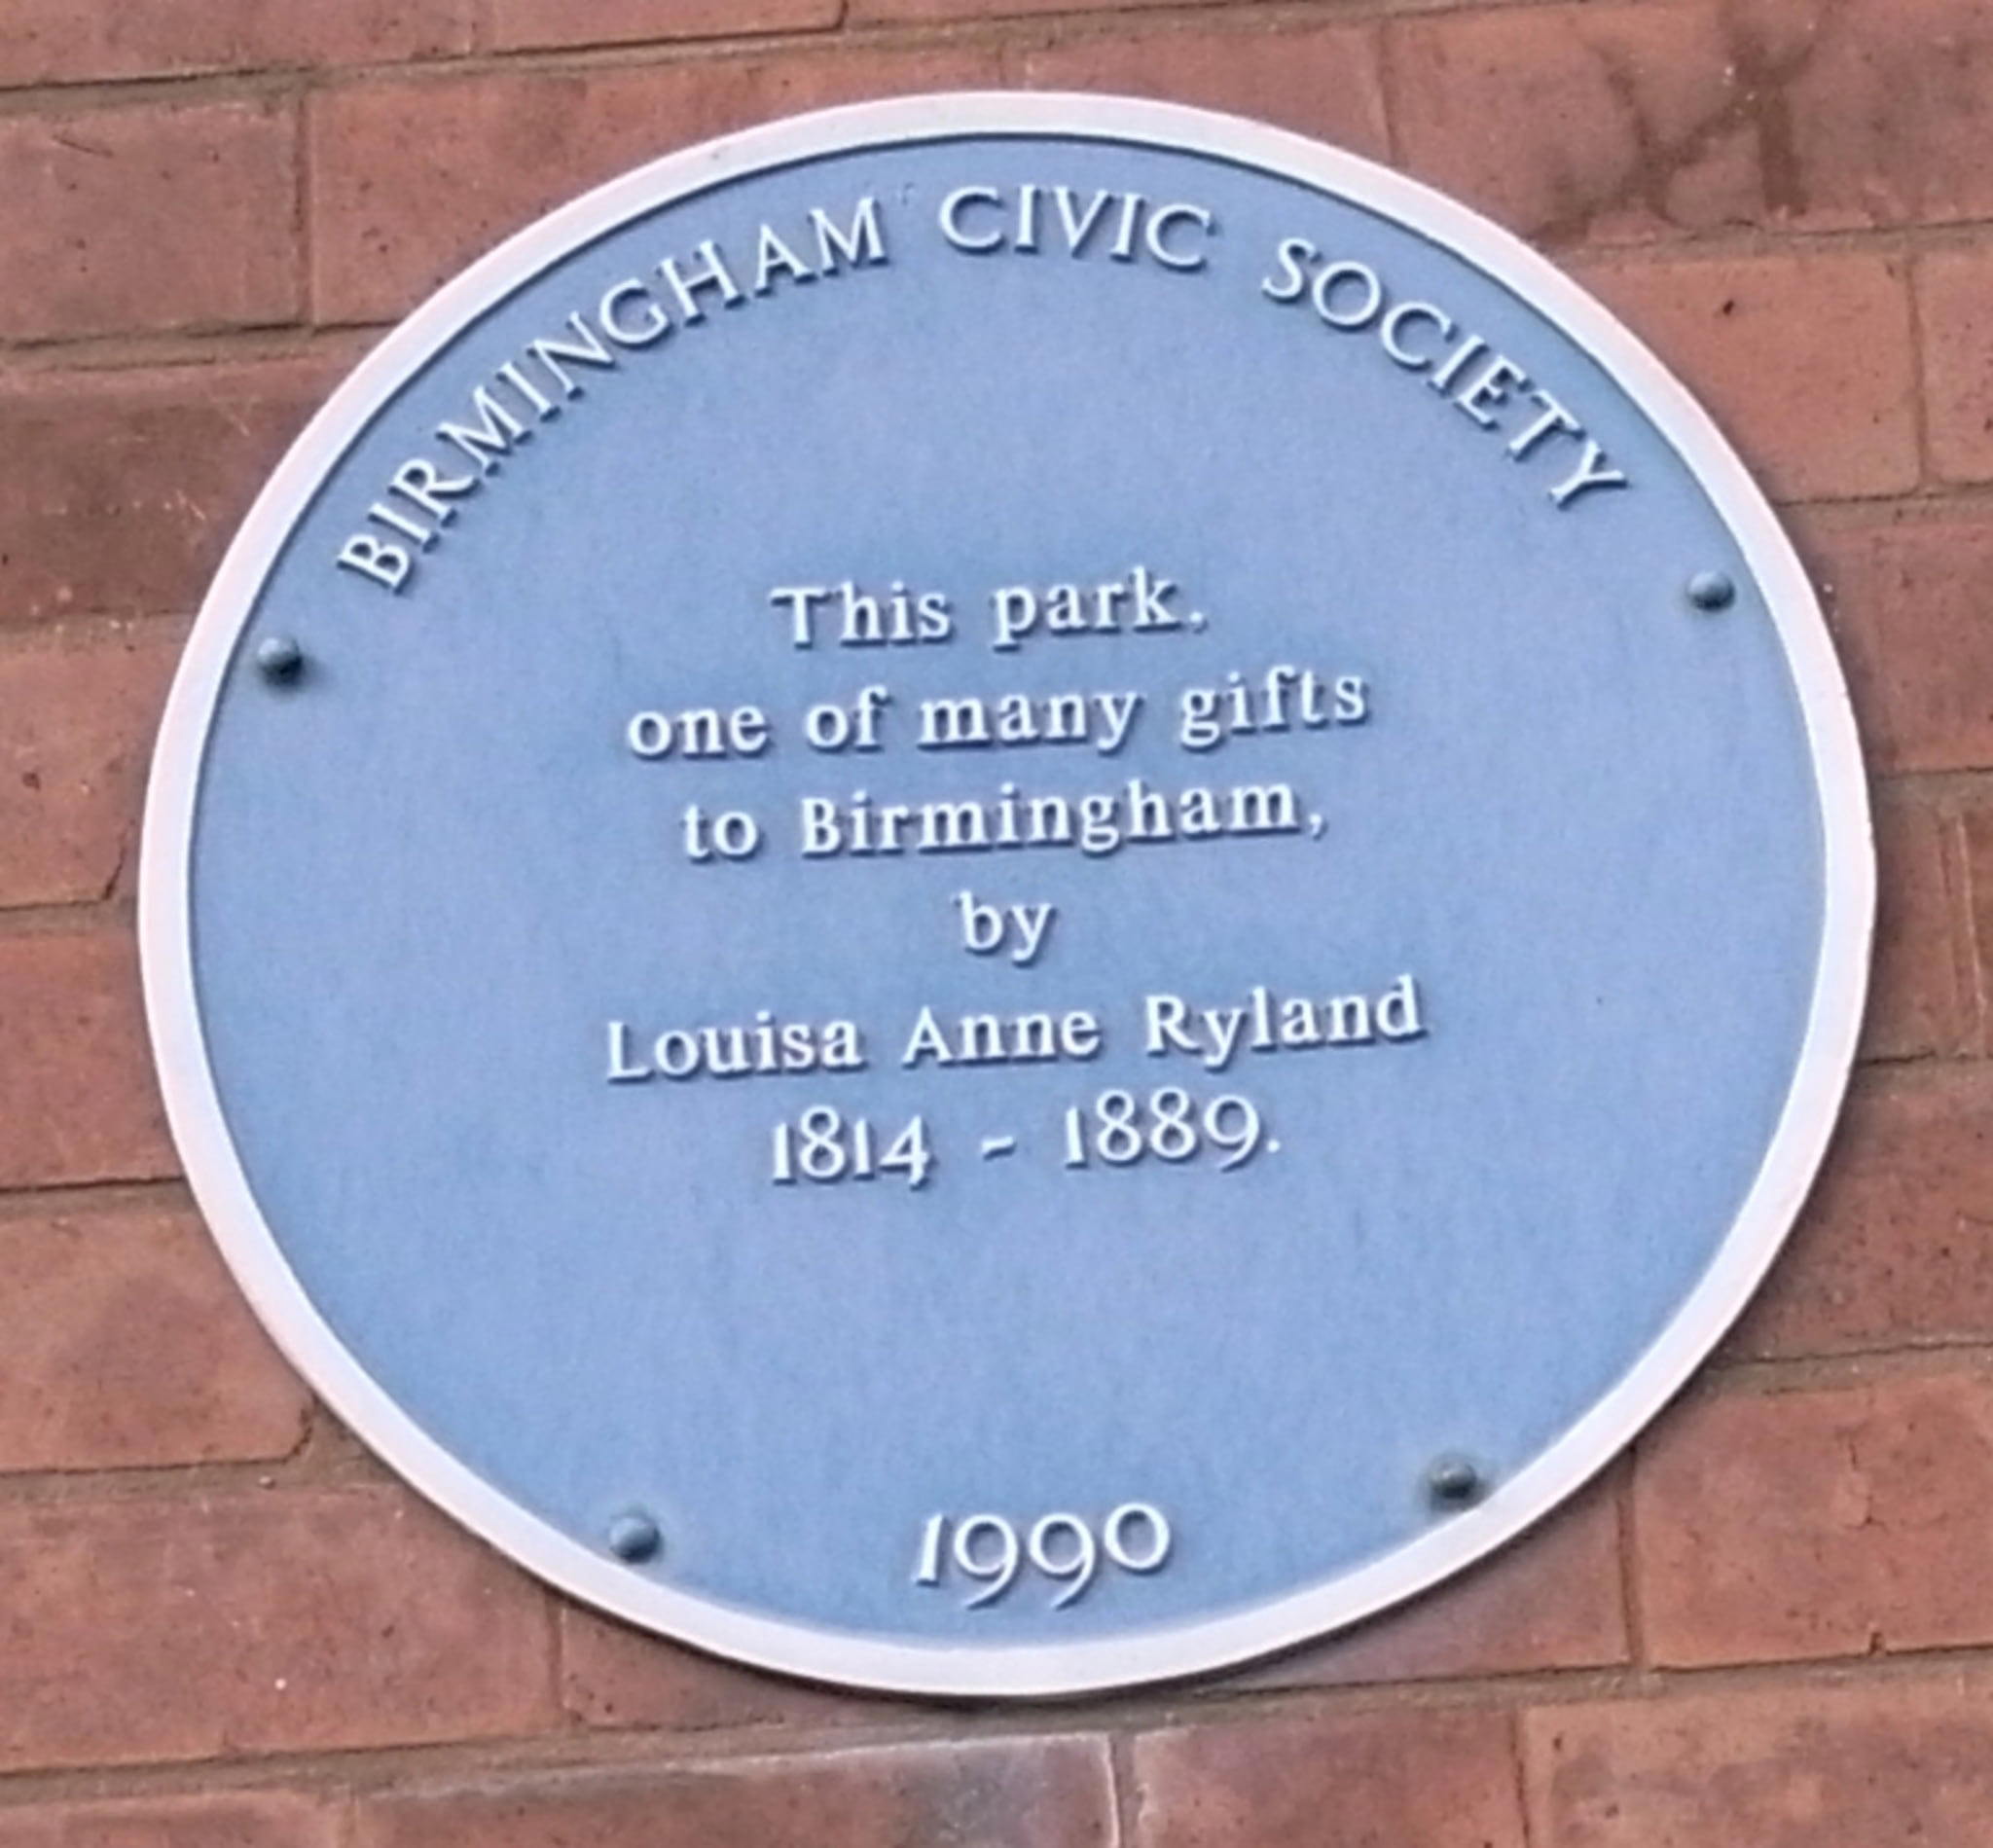 BIRMINGHAM CIVIC SOCIETY
This park.
one of many gifts
to Birmingham,
by
Louisa Anne Ryland
1814 - 1889.
1990